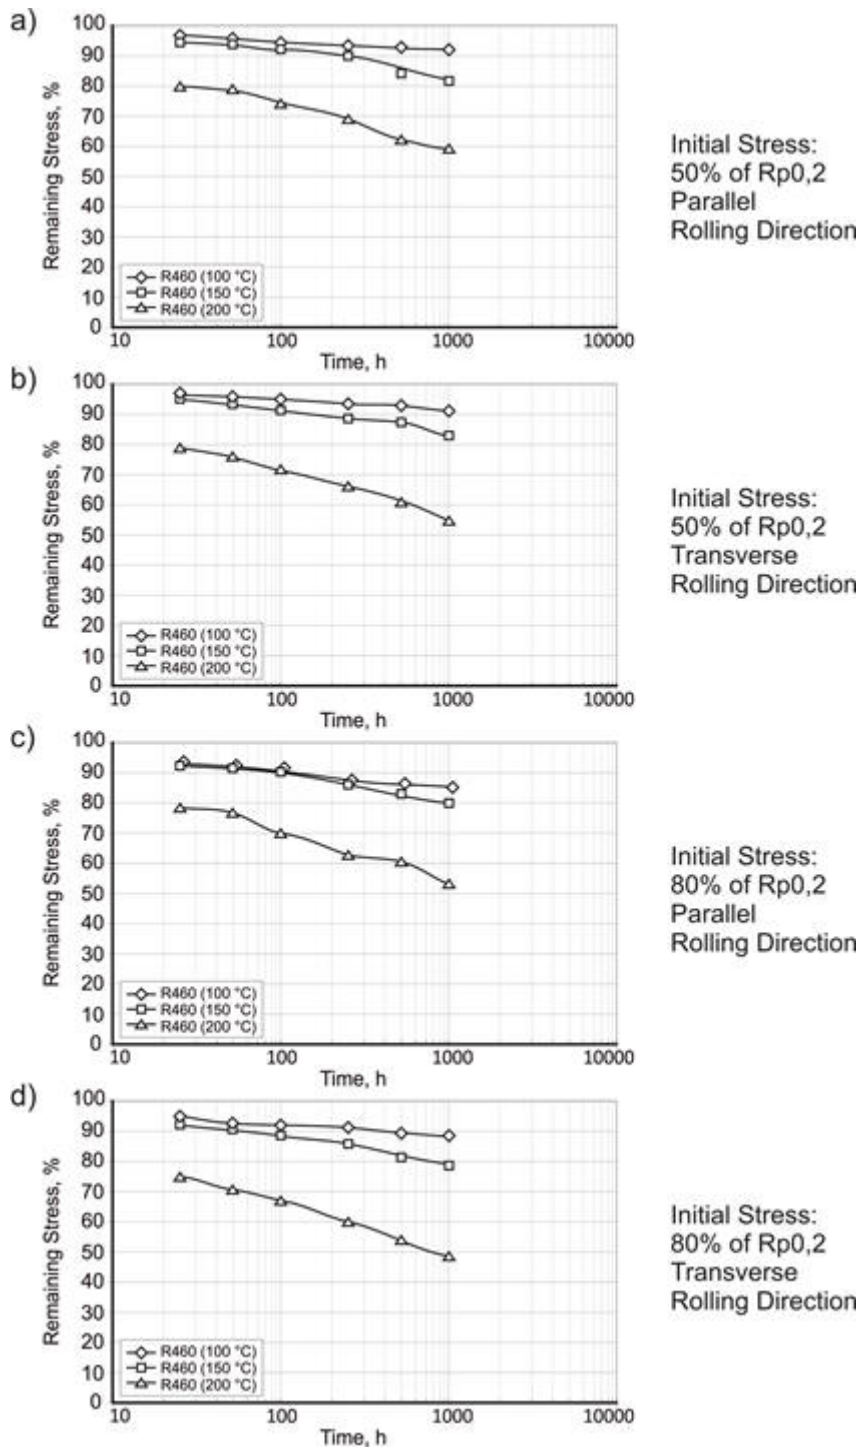 a)
Remaining Stress, %
100
90
80
70
60
50
40
30
20
10
0
R460 (100 °C)
R460 (150 °C)
R460 (200 °C)
10 100 1000 10000
Time, h
Initial Stress:
50% of Rp0,2
Parallel
Rolling Direction
b)
Remaining Stress, %
100
90
80
70
60
50
40
30
20
10
0
R460 (100 °C)
R460 (150 °C)
R460 (200 °C)
10 100 1000 10000
Time, h
Initial Stress:
50% of Rp0,2
Transverse
Rolling Direction
c)
Remaining Stress, %
100
90
80
70
60
50
40
30
20
10
0
R460 (100 °C)
R460 (150 °C)
R460 (200 °C)
10 100 1000 10000
Time, h
Initial Stress:
80% of Rp0,2
Parallel
Rolling Direction
d)
Remaining Stress, %
100
90
80
70
60
50
40
30
20
10
0
R460 (100 °C)
R460 (150 °C)
R460 (200 °C)
10 100 1000 10000
Time, h
Initial Stress:
80% of Rp0,2
Transverse
Rolling Direction